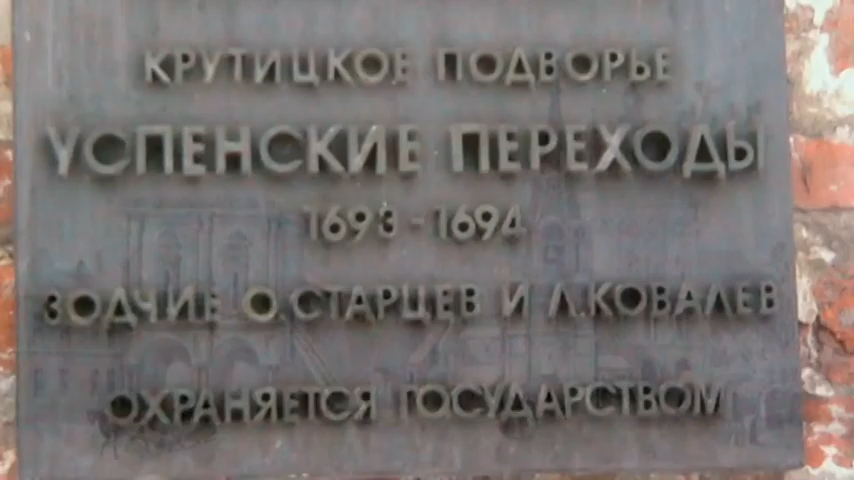 КРУТИЦКОЕ ПОДВОРЬЕ
УСПЕНСКИЕ ПЕРЕХОДЫ
1693-1694
ЗОДЧИЕ О.СТАРЦЕВ И Л.КОВАЛЕВ
ОХРАНЯЕТСЯ ГОСУДАРСТВОМ